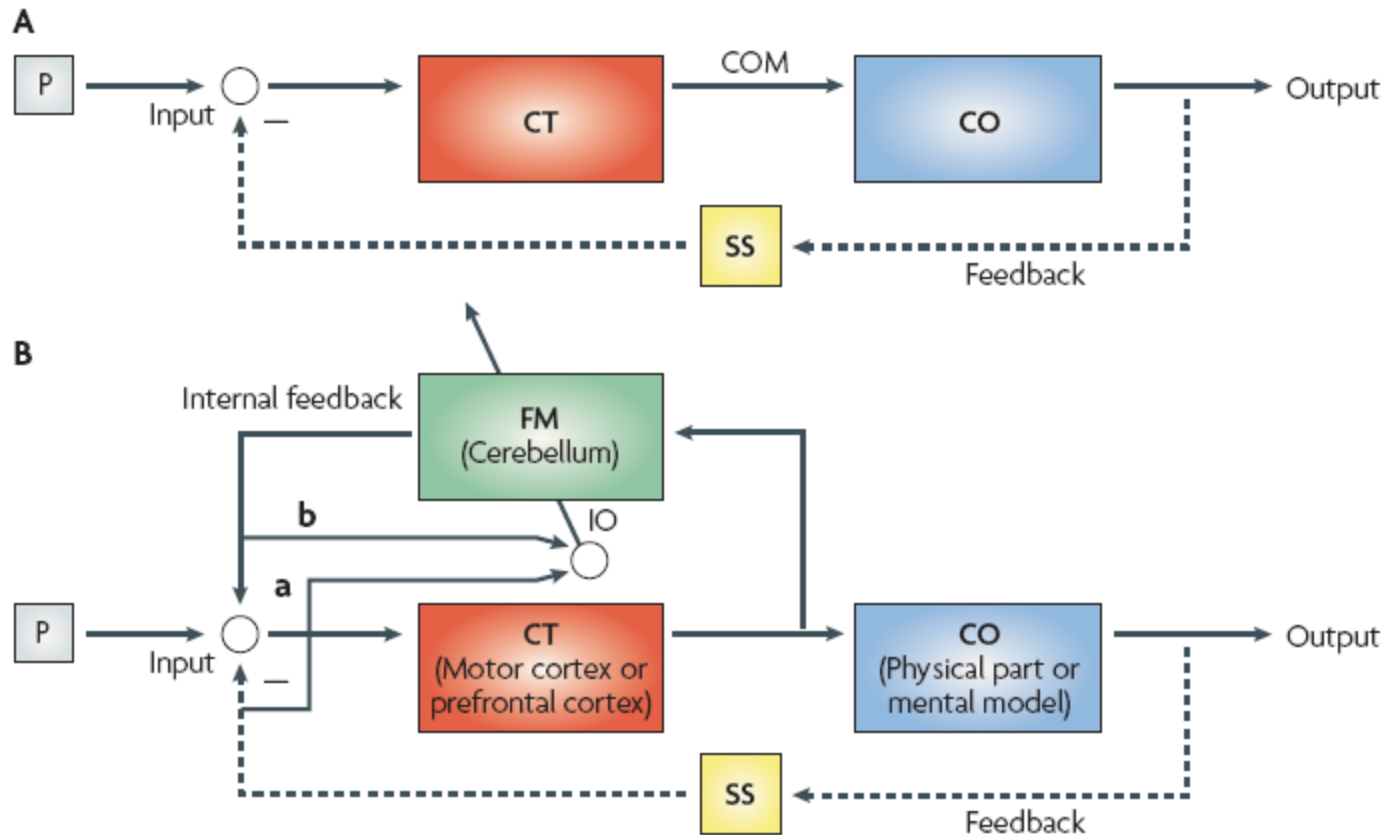 A
P
Input
–
CT
COM
CO
Output
SS
Feedback
B
Internal feedback
FM
(Cerebellum)
b
IO
a
P
Input
–
CT
(Motor cortex or
prefrontal cortex)
CO
(Physical part or
mental model)
Output
SS
Feedback